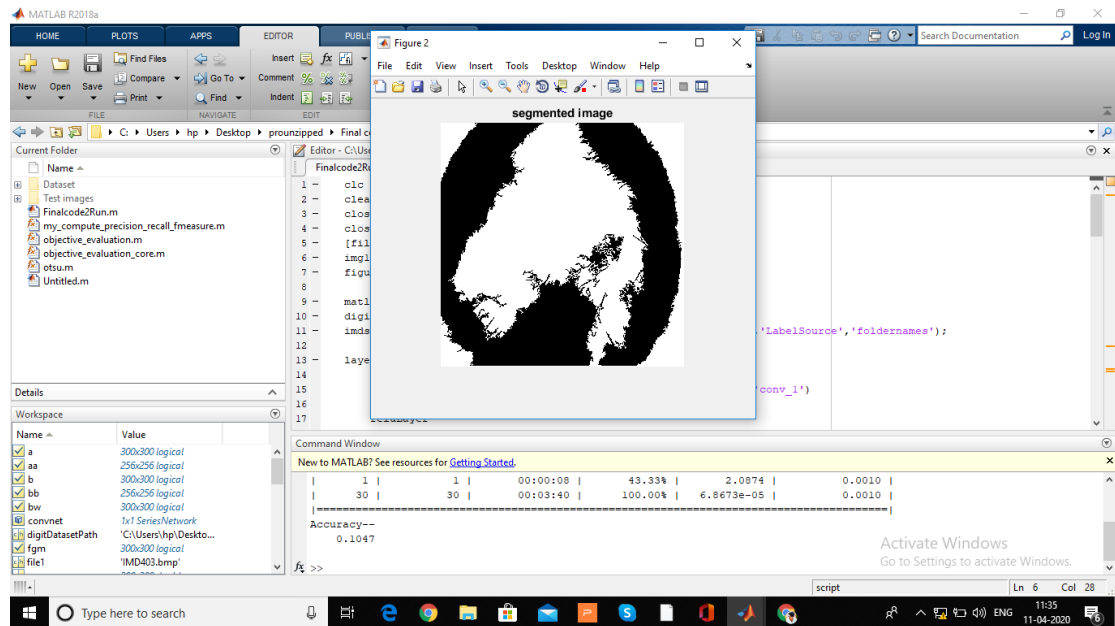 MATLAB R2018a
HOME PLOTS APPS EDITOR PUBLI
Search Documentation Log In
New Open Save
Find Files
Compare
Print
Go To
Find
Insert
Comment
Indent
FILE NAVIGATE EDIT
C: Users hp Desktop prounzipped Final c
Current Folder
Name
Dataset
Test images
Finalcode2Run.m
my_compute_precision_recall_fmeasure.m
objective_evaluation.m
objective_evaluation_core.m
otsu.m
Untitled.m
Details
Workspace
Name Value
a 300x300 logical
aa 256x256 logical
b 300x300 logical
bb 256x256 logical
bw 300x300 logical
convnet 1x1 SeriesNetwork
digitDatasetPath 'C:\Users\hp\Deskto...
fgm 300x300 logical
file1 'IMD403.bmp'
Editor - C:\Use
Finalcode2Ru
1 - clc
2 - clea
3 - clos
4 - clos
5 - [fil
6 - img1
7 - figu
8
9 - matl
10 - digi
11 - imds 'LabelSource','foldernames');
12
13 - laye
14
15 'conv_1')
16
17
Figure 2
File Edit View Insert Tools Desktop Window Help
segmented image
Command Window
New to MATLAB? See resources for Getting Started.
| 1 | 1 | 00:00:08 | 43.33% | 2.0874 | 0.0010 |
| 30 | 30 | 00:03:40 | 100.00% | 6.8673e-05 | 0.0010 |
|======================================================================================|
Accuracy--
0.1047
fx >>
Activate Windows
Go to Settings to activate Windows.
script Ln 6 Col 28
Type here to search
ENG
11:35
11-04-2020
6